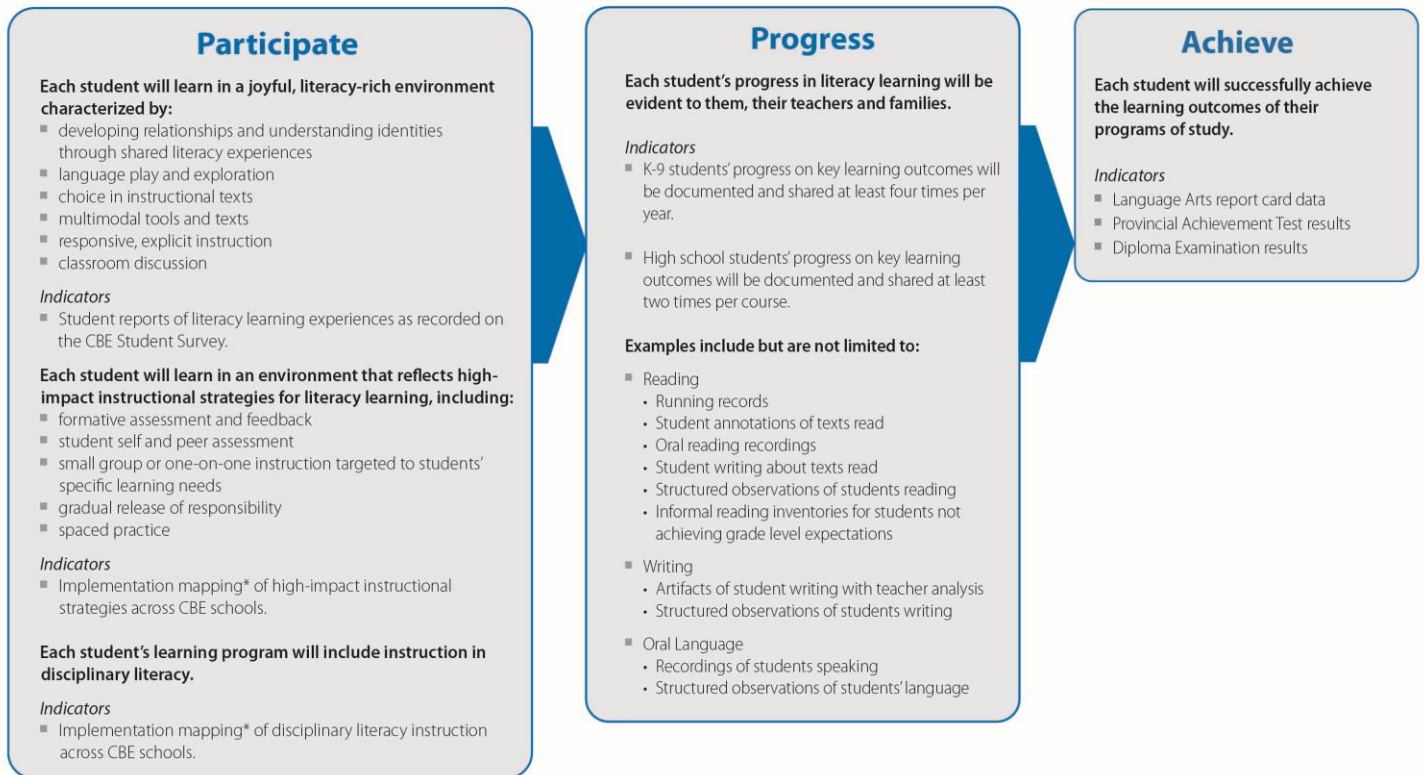 Participate
Each student will learn in a joyful, literacy-rich environment
characterized by:
■ developing relationships and understanding identities
through shared literacy experiences
■ language play and exploration
■ choice in instructional texts
■ multimodal tools and texts
■ responsive, explicit instruction
■ classroom discussion
Indicators
■ Student reports of literacy learning experiences as recorded on
the CBE Student Survey.
Each student will learn in an environment that reflects high-
impact instructional strategies for literacy learning, including:
■ formative assessment and feedback
■ student self and peer assessment
■ small group or one-on-one instruction targeted to students'
specific learning needs
■ gradual release of responsibility
■ spaced practice
Indicators
■ Implementation mapping* of high-impact instructional
strategies across CBE schools.
Each student's learning program will include instruction in
disciplinary literacy.
Indicators
■ Implementation mapping* of disciplinary literacy instruction
across CBE schools.
Progress
Each student's progress in literacy learning will be
evident to them, their teachers and families.
Indicators
■ K-9 students' progress on key learning outcomes will
be documented and shared at least four times per
year.
■ High school students' progress on key learning
outcomes will be documented and shared at least
two times per course.
Examples include but are not limited to:
■ Reading
• Running records
• Student annotations of texts read
• Oral reading recordings
• Student writing about texts read
• Structured observations of students reading
• Informal reading inventories for students not
achieving grade level expectations
■ Writing
• Artifacts of student writing with teacher analysis
• Structured observations of students writing
■ Oral Language
• Recordings of students speaking
• Structured observations of students' language
Achieve
Each student will successfully achieve
the learning outcomes of their
programs of study.
Indicators
■ Language Arts report card data
■ Provincial Achievement Test results
■ Diploma Examination results